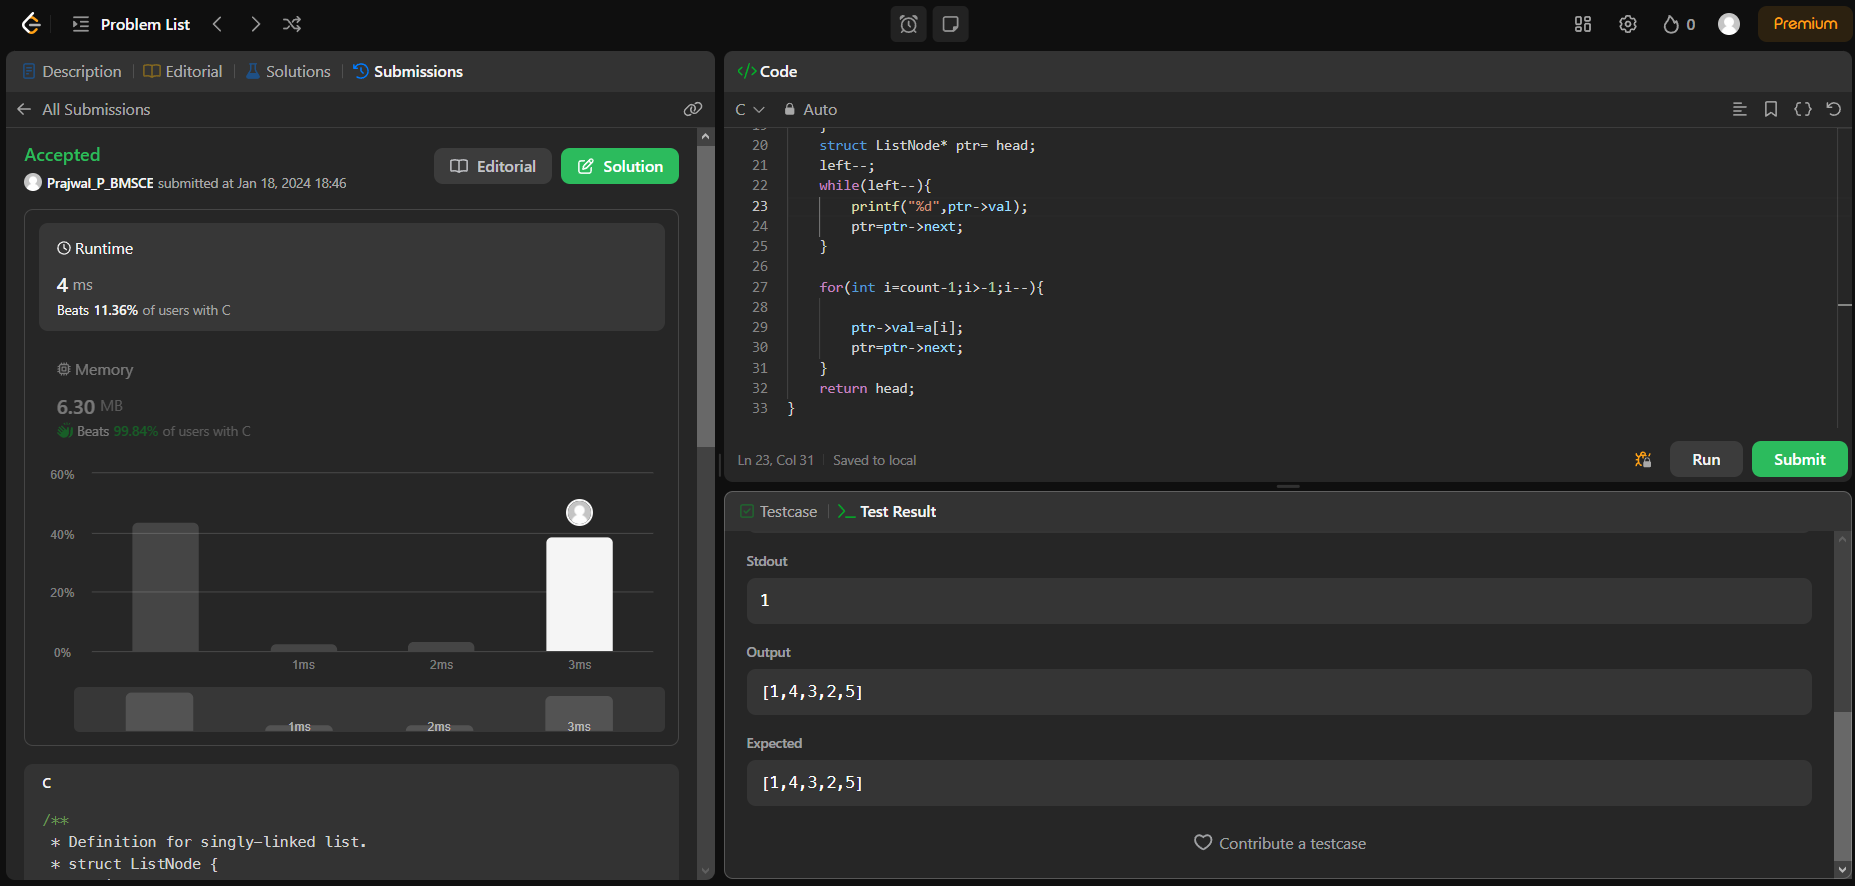 Problem List
0
Premium
Description
Editorial
Solutions
Submissions
All Submissions
Accepted
Prajwal_P_BMSCE submitted at Jan 18, 2024 18:46
Editorial
Solution
Runtime
4 ms
Beats 11.36% of users with C
Memory
6.30 MB
Beats 99.84% of users with C
60%
40%
20%
0%
1ms
2ms
3ms
1ms
2ms
3ms
C
/**
* Definition for singly-linked list.
* struct ListNode {
</> Code
C
Auto
19 }
20 struct ListNode* ptr= head;
21 left--;
22 while(left--){
23 printf("%d",ptr->val);
24 ptr=ptr->next;
25 }
26
27 for(int i=count-1;i>-1;i--){
28
29 ptr->val=a[i];
30 ptr=ptr->next;
31 }
32 return head;
33 }
Ln 23, Col 31
Saved to local
Run
Submit
Testcase
Test Result
Stdout
1
Output
[1,4,3,2,5]
Expected
[1,4,3,2,5]
Contribute a testcase